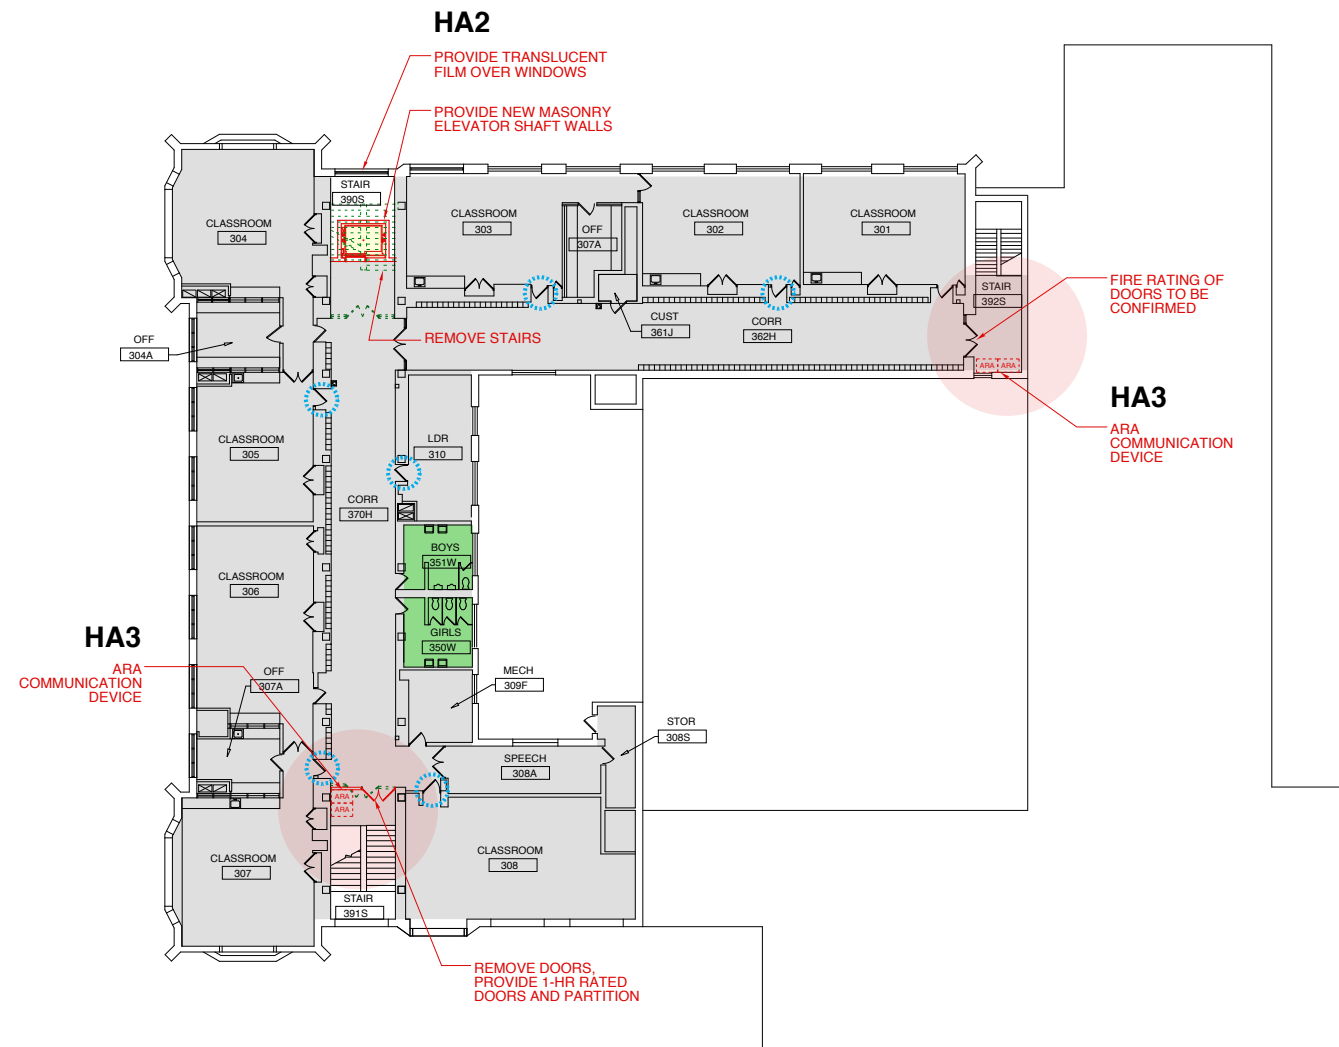 HA2
PROVIDE TRANSLUCENT
FILM OVER WINDOWS
PROVIDE NEW MASONRY
ELEVATOR SHAFT WALLS
STAIR
390S
CLASSROOM
304
CLASSROOM
303
OFF
307A
CLASSROOM
302
CLASSROOM
301
STAIR
392S
FIRE RATING OF
DOORS TO BE
CONFIRMED
CUST
361J
CORR
362H
REMOVE STAIRS
OFF
304A
ARA
ARA
HA3
ARA
COMMUNICATION
DEVICE
CLASSROOM
305
LDR
310
CORR
370H
BOYS
351W
CLASSROOM
306
GIRLS
350W
HA3
ARA
COMMUNICATION
DEVICE
OFF
307A
MECH
309F
STOR
308S
SPEECH
308A
ARA
ARA
CLASSROOM
307
CLASSROOM
308
STAIR
391S
REMOVE DOORS,
PROVIDE 1-HR RATED
DOORS AND PARTITION